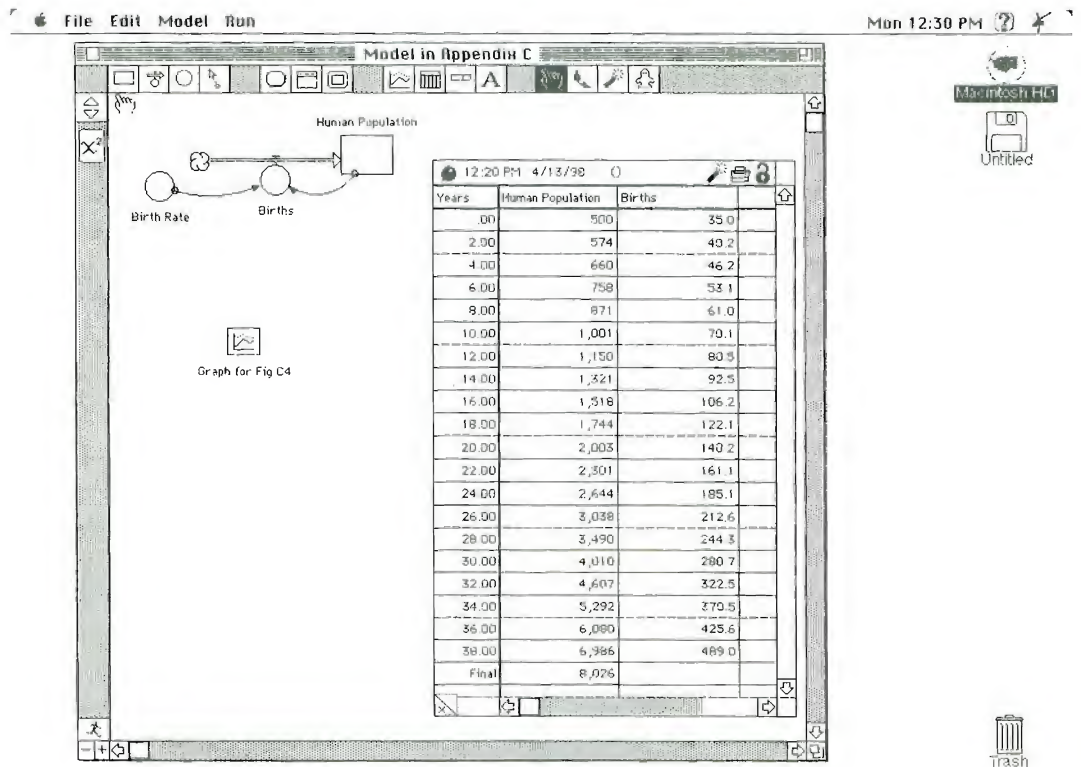 File Edit Model Run Mon 12:30 PM
Model in Appendix C
A
Macintosh HD
Untitled
X²
Human Population
Birth Rate
Births
Graph for Fig C4
12:20 PM 4/13/98
Years Human Population Births
.00 500 35.0
2.00 574 40.2
4.00 660 46.2
6.00 758 53.1
8.00 871 61.0
10.00 1,001 70.1
12.00 1,150 80.5
14.00 1,321 92.5
16.00 1,518 106.2
18.00 1,744 122.1
20.00 2,003 140.2
22.00 2,301 161.1
24.00 2,644 185.1
26.00 3,038 212.6
28.00 3,490 244.3
30.00 4,010 280.7
32.00 4,607 322.5
34.00 5,292 370.5
36.00 6,080 425.6
38.00 6,986 489.0
Final 8,026
Trash